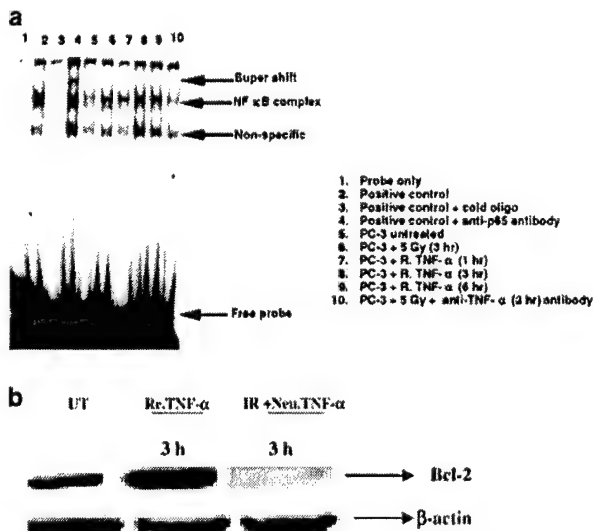 a
1 2 3 4 5 6 7 8 9 10
Super shift
NF κB complex
Non-specific
1. Probe only
2. Positive control
3. Positive control + cold oligo
4. Positive control + anti-p65 antibody
5. PC-3 untreated
6. PC-3 + 5 Gy (3 hr)
7. PC-3 + R. TNF-α (1 hr)
8. PC-3 + R. TNF-α (3 hr)
9. PC-3 + R. TNF-α (6 hr)
10. PC-3 + 5 Gy + anti-TNF-α (3 hr) antibody
Free probe
b
UT Re.TNF-α IR +Neu.TNF-α
3 h 3 h
Bcl-2
β-actin